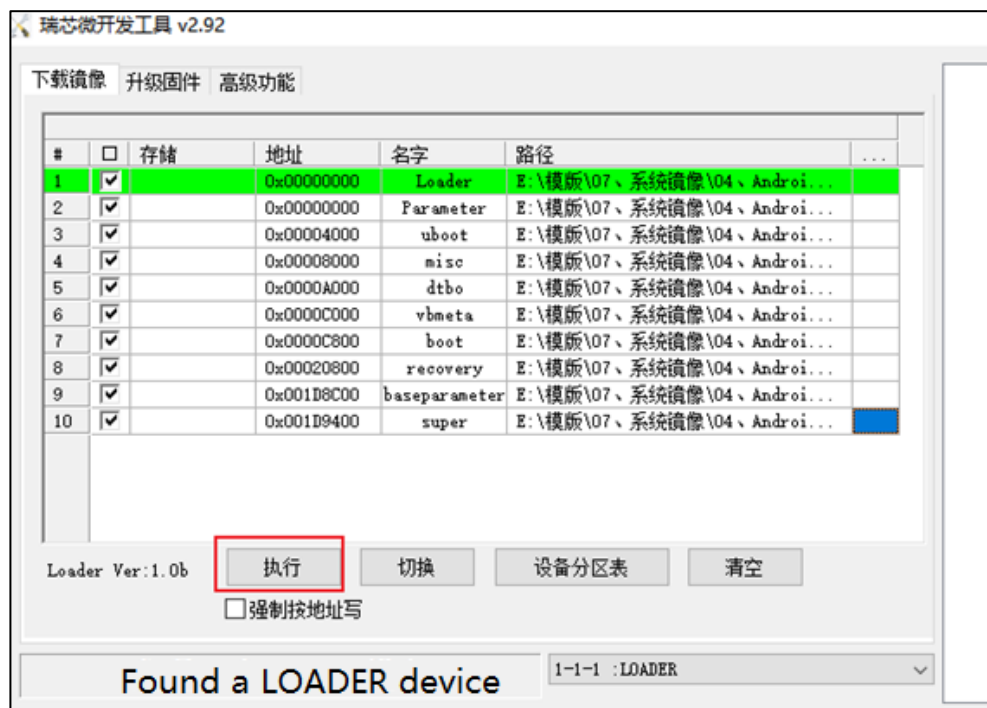 瑞芯微开发工具 v2.92
下载镜像 升级固件 高级功能
# 存储 地址 名字 路径 ...
1 0x00000000 Loader E:\模版\07、系统镜像\04、Androi...
2 0x00000000 Parameter E:\模版\07、系统镜像\04、Androi...
3 0x00004000 uboot E:\模版\07、系统镜像\04、Androi...
4 0x00008000 misc E:\模版\07、系统镜像\04、Androi...
5 0x0000A000 dtbo E:\模版\07、系统镜像\04、Androi...
6 0x0000C000 vbmeta E:\模版\07、系统镜像\04、Androi...
7 0x0000C800 boot E:\模版\07、系统镜像\04、Androi...
8 0x00020800 recovery E:\模版\07、系统镜像\04、Androi...
9 0x001D8C00 baseparameter E:\模版\07、系统镜像\04、Androi...
10 0x001D9400 super E:\模版\07、系统镜像\04、Androi...
Loader Ver:1.0b 执行 切换 设备分区表 清空
强制按地址写
Found a LOADER device 1-1-1 :LOADER